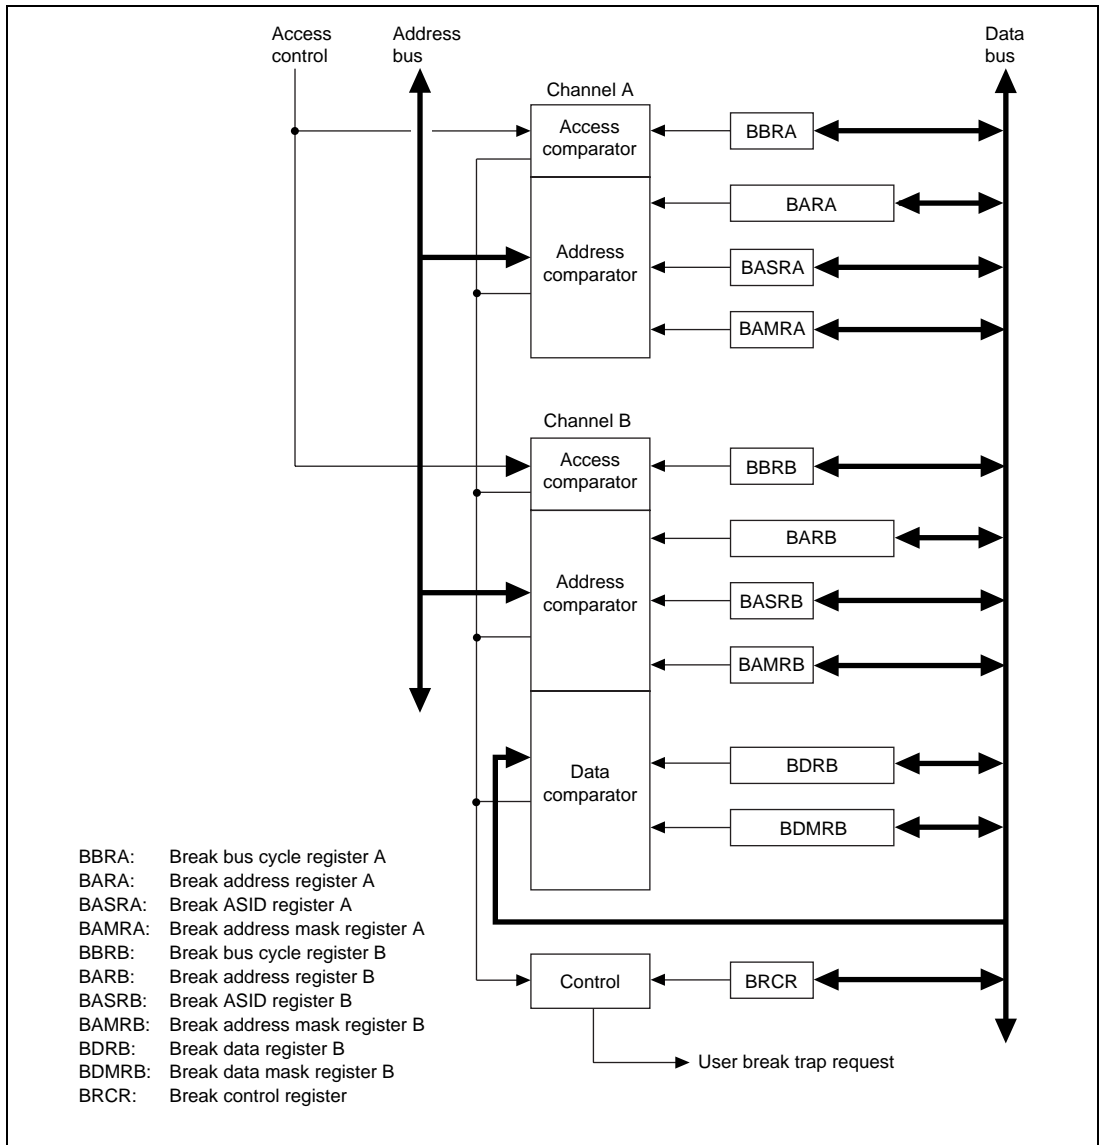 Access
control
Address
bus
Data
bus
Channel A
Access
comparator
BBRA
BARA
Address
comparator
BASRA
BAMRA
Channel B
Access
comparator
BBRB
BARB
Address
comparator
BASRB
BAMRB
Data
comparator
BDRB
BDMRB
Control
BRCR
User break trap request
BBRA: Break bus cycle register A
BARA: Break address register A
BASRA: Break ASID register A
BAMRA: Break address mask register A
BBRB: Break bus cycle register B
BARB: Break address register B
BASRB: Break ASID register B
BAMRB: Break address mask register B
BDRB: Break data register B
BDMRB: Break data mask register B
BRCR: Break control register